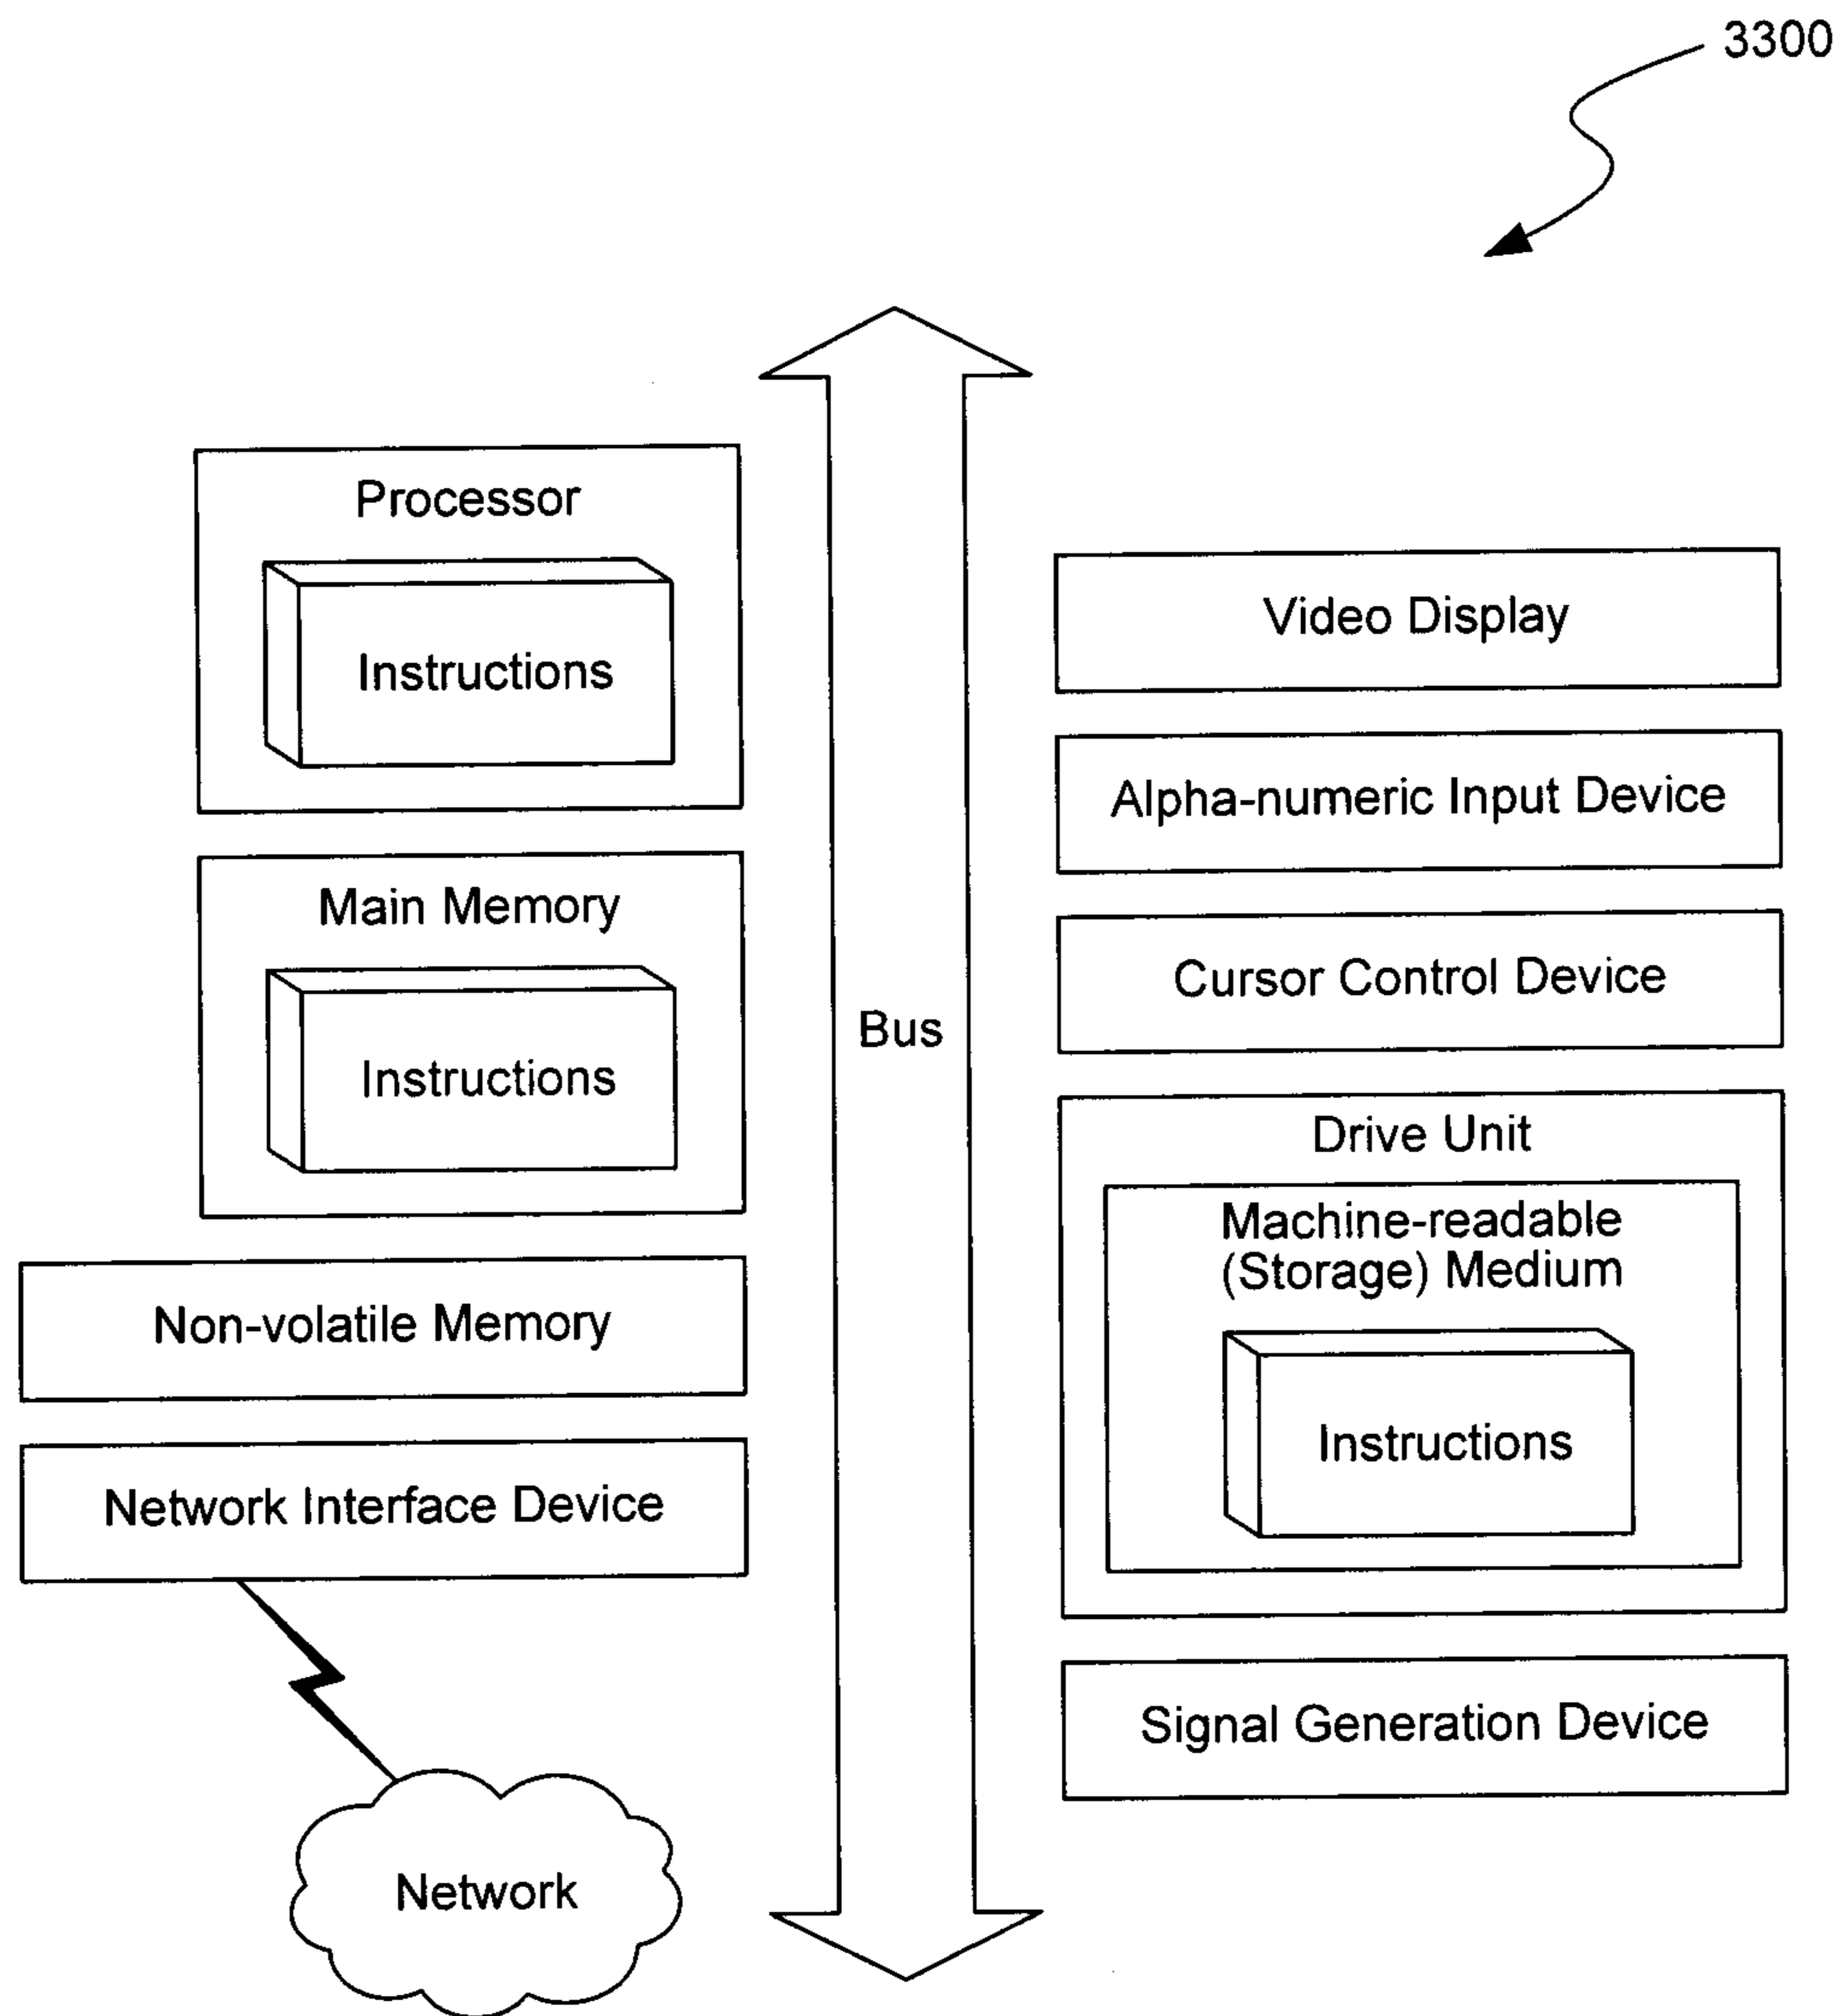 3300
Processor
Instructions
Main Memory
Instructions
Non-volatile Memory
Network Interface Device
Network
Bus
Video Display
Alpha-numeric Input Device
Cursor Control Device
Drive Unit
Machine-readable
(Storage) Medium
Instructions
Signal Generation Device